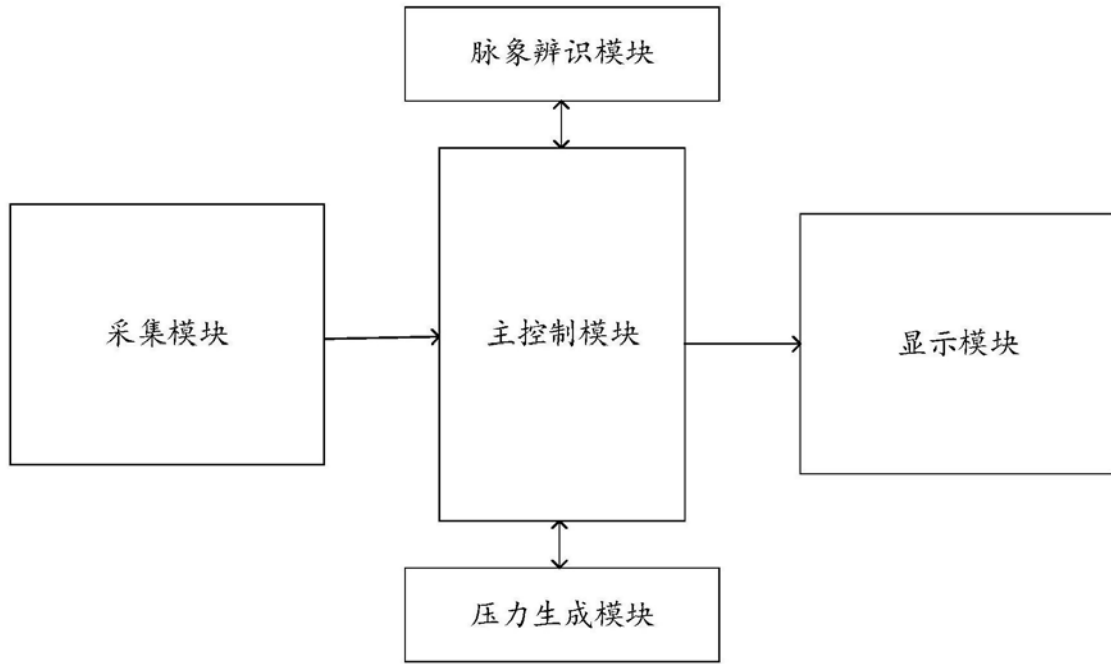 脉象辨识模块
采集模块
主控制模块
显示模块
压力生成模块